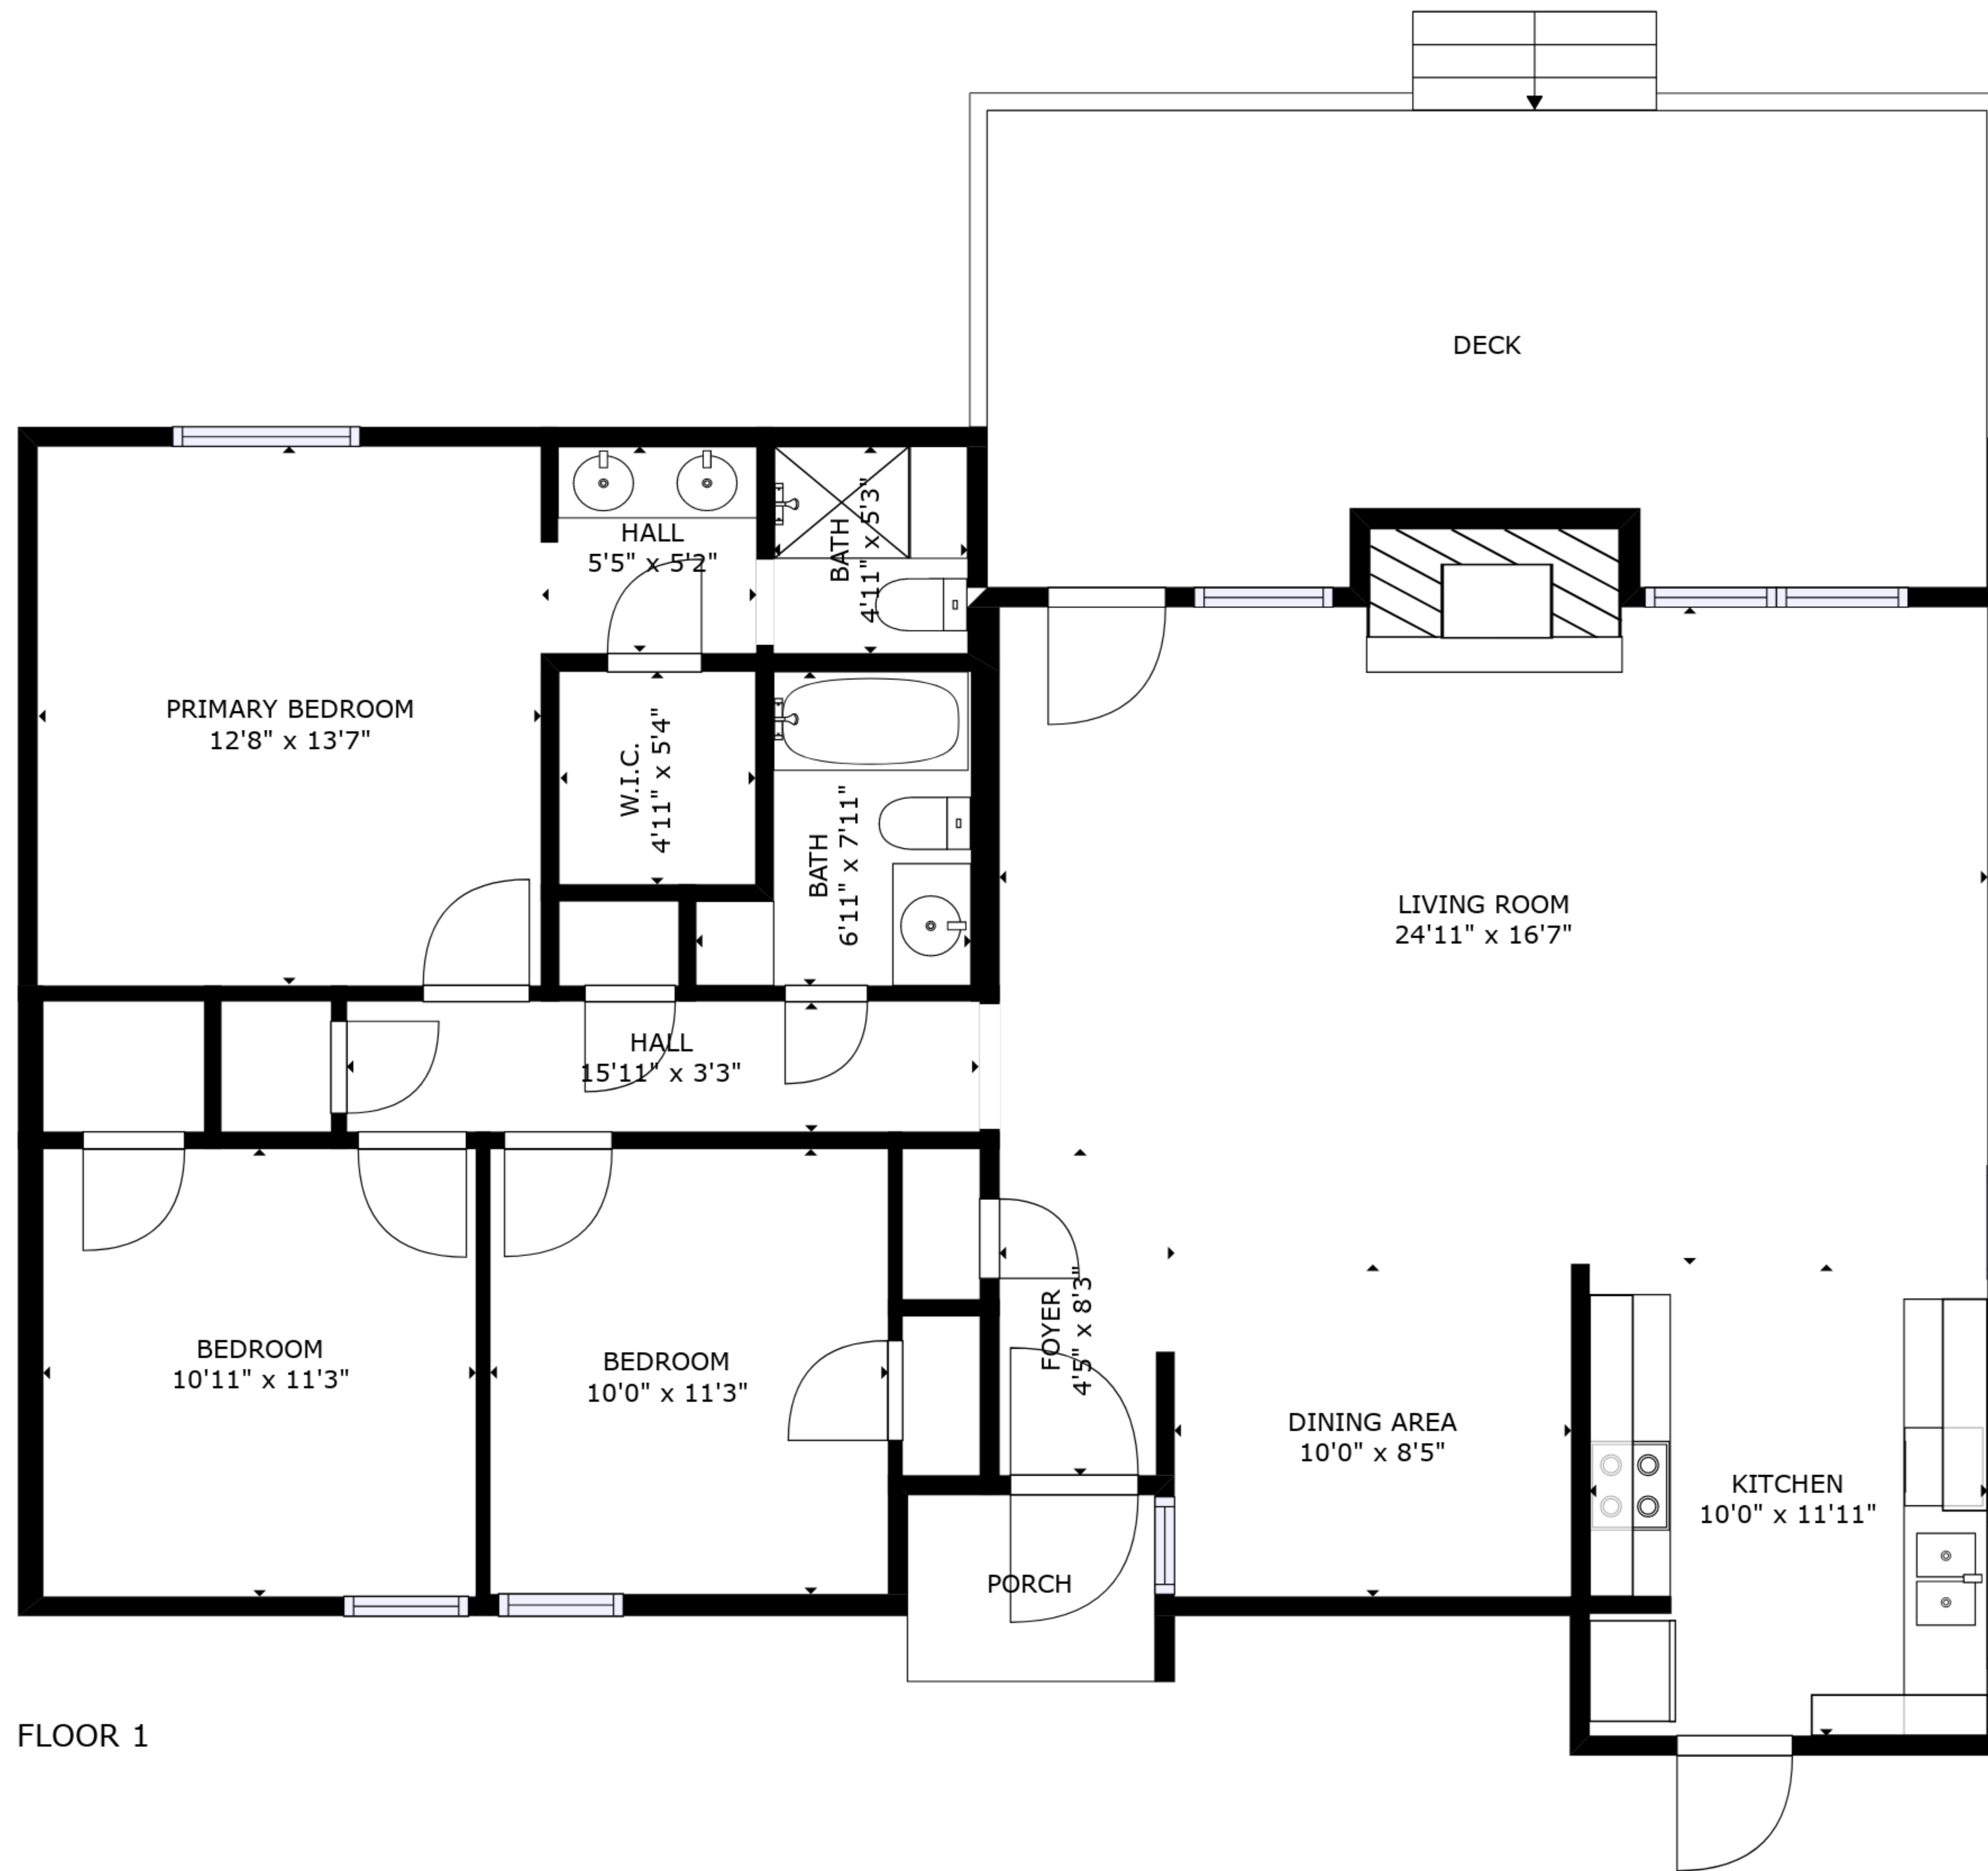 DECK
HALL
5'5" x 5'2"
BATH
4'11" x 5'3"
PRIMARY BEDROOM
12'8" x 13'7"
W.I.C.
4'11" x 5'4"
BATH
6'11" x 7'11"
LIVING ROOM
24'11" x 16'7"
HALL
15'11" x 3'3"
BEDROOM
10'11" x 11'3"
BEDROOM
10'0" x 11'3"
FOYER
4'5" x 8'3"
DINING AREA
10'0" x 8'5"
KITCHEN
10'0" x 11'11"
PORCH
FLOOR 1